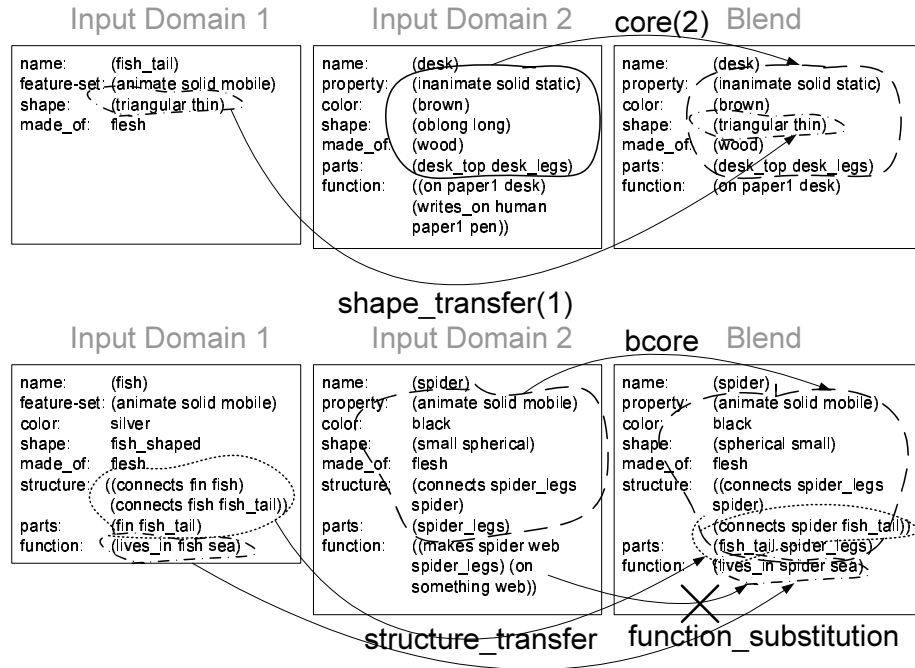 Input Domain 1
Input Domain 2
core(2)
Blend
name: (fish_tail)
feature-set: (animate solid mobile)
shape: (triangular thin)
made_of: flesh
name: (desk)
property: (inanimate solid static)
color: (brown)
shape: (oblong long)
made_of: (wood)
parts: (desk_top desk_legs)
function: ((on paper1 desk)
(writes_on human
paper1 pen))
name: (desk)
property: (inanimate solid static)
color: (brown)
shape: (triangular thin)
made_of: (wood)
parts: (desk_top desk_legs)
function: (on paper1 desk)
shape_transfer(1)
Input Domain 1
Input Domain 2
bcore
Blend
name: (fish)
feature-set: (animate solid mobile)
color: silver
shape: fish_shaped
made_of: flesh
structure: ((connects fin fish)
(connects fish fish_tail))
parts: (fin fish_tail)
function: (lives_in fish sea)
name: (spider)
property: (animate solid mobile)
color: black
shape: (small spherical)
made_of: flesh
structure: (connects spider_legs
spider)
parts: (spider_legs)
function: ((makes spider web
spider_legs) (on
something web))
name: (spider)
property: (animate solid mobile)
color: black
shape: (spherical small)
made_of: flesh
structure: ((connects spider_legs
spider)
(connects spider fish_tail))
parts: (fish_tail spider_legs)
function: (lives_in spider sea)
structure_transfer
function_substitution